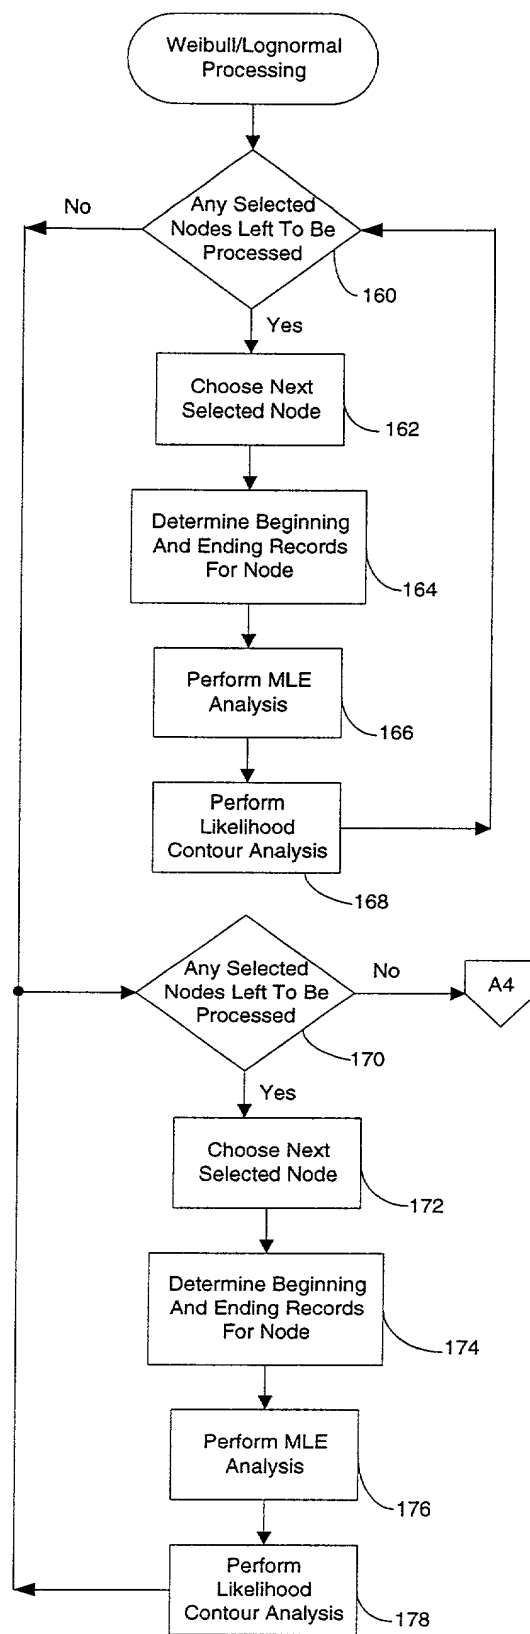 Weibull/Lognormal
Processing
No
Any Selected
Nodes Left To Be
Processed
160
Yes
Choose Next
Selected Node
162
Determine Beginning
And Ending Records
For Node
164
Perform MLE
Analysis
166
Perform
Likelihood
Contour Analysis
168
Any Selected
Nodes Left To Be
Processed
No
A4
170
Yes
Choose Next
Selected Node
172
Determine Beginning
And Ending Records
For Node
174
Perform MLE
Analysis
176
Perform
Likelihood
Contour Analysis
178